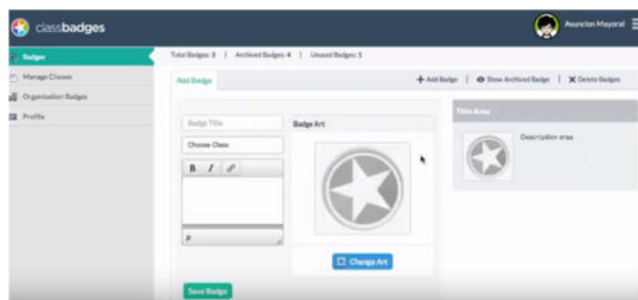 classbadges
Asuncion Mayoral
Badges
Total Badges: 3 | Archived Badges: 4 | Unused Badges: 1
Manage Classes
Organisation Badges
Profile
Add Badge
+ Add Badge | Show Archived Badge | X Delete Badges
Badge Title
Choose Class
B I
p
Save Badge
Badge Art
Change Art
Title Area
Description area